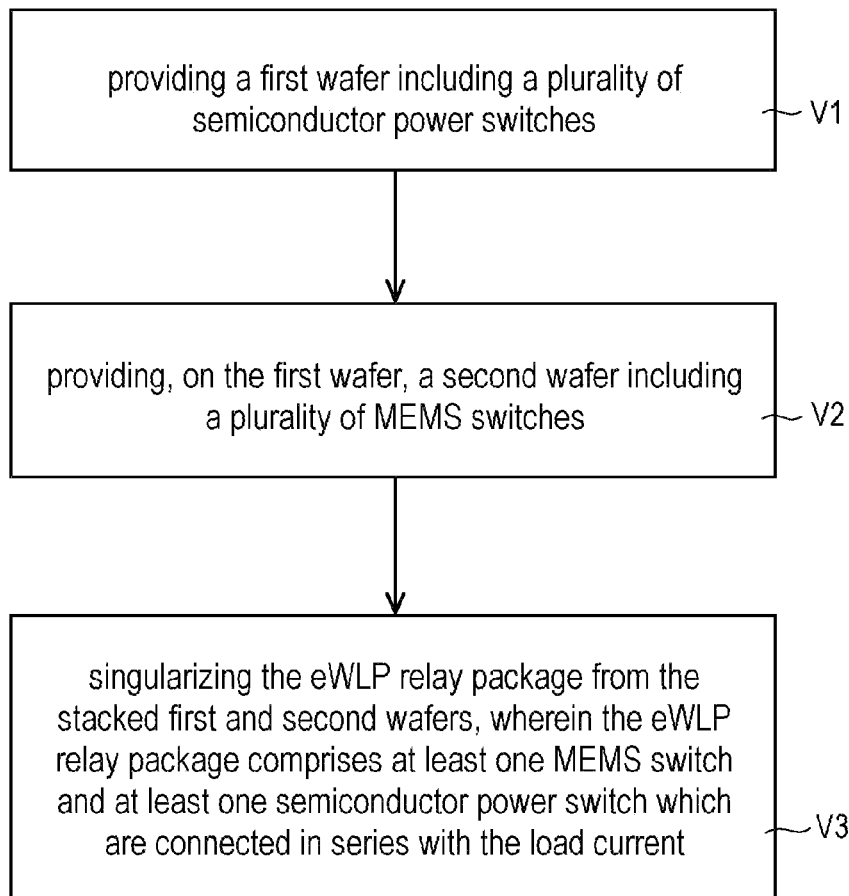 providing a first wafer including a plurality of
semiconductor power switches
V1
providing, on the first wafer, a second wafer including
a plurality of MEMS switches
V2
singularizing the eWLP relay package from the
stacked first and second wafers, wherein the eWLP
relay package comprises at least one MEMS switch
and at least one semiconductor power switch which
are connected in series with the load current
V3